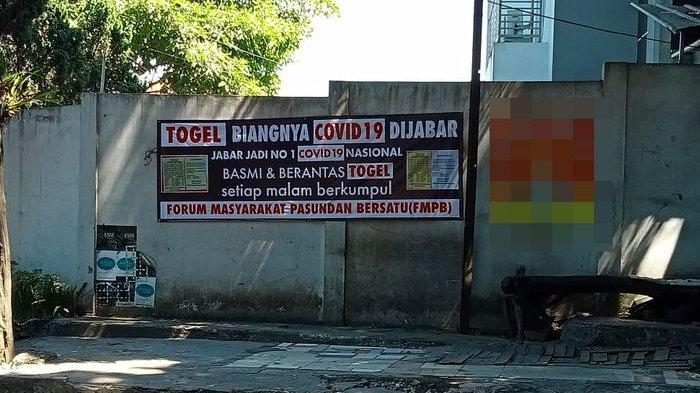 TOGEL BIANGNYA COVID19 DIJABAR
JABAR JADI NO 1 COVID19 NASIONAL
BASMI & BERANTAS TOGEL
setiap malam berkumpul
FORUM MASYARAKAT PASUNDAN BERSATU(FMPB)